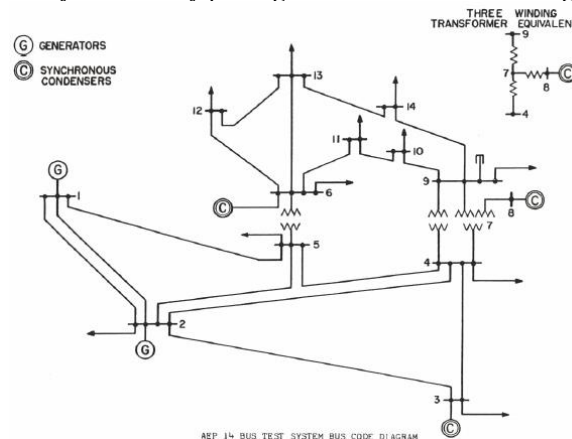 THREE WINDING
TRANSFORMER EQUIVALEN
9
7
C
8
4
G GENERATORS
C SYNCHRONOUS
CONDENSERS
13
14
12
11
10
G
1
C
6
9
C
8
7
5
4
2
G
3
C
AEP 14 BUS TEST SYSTEM BUS CODE DIAGRAM